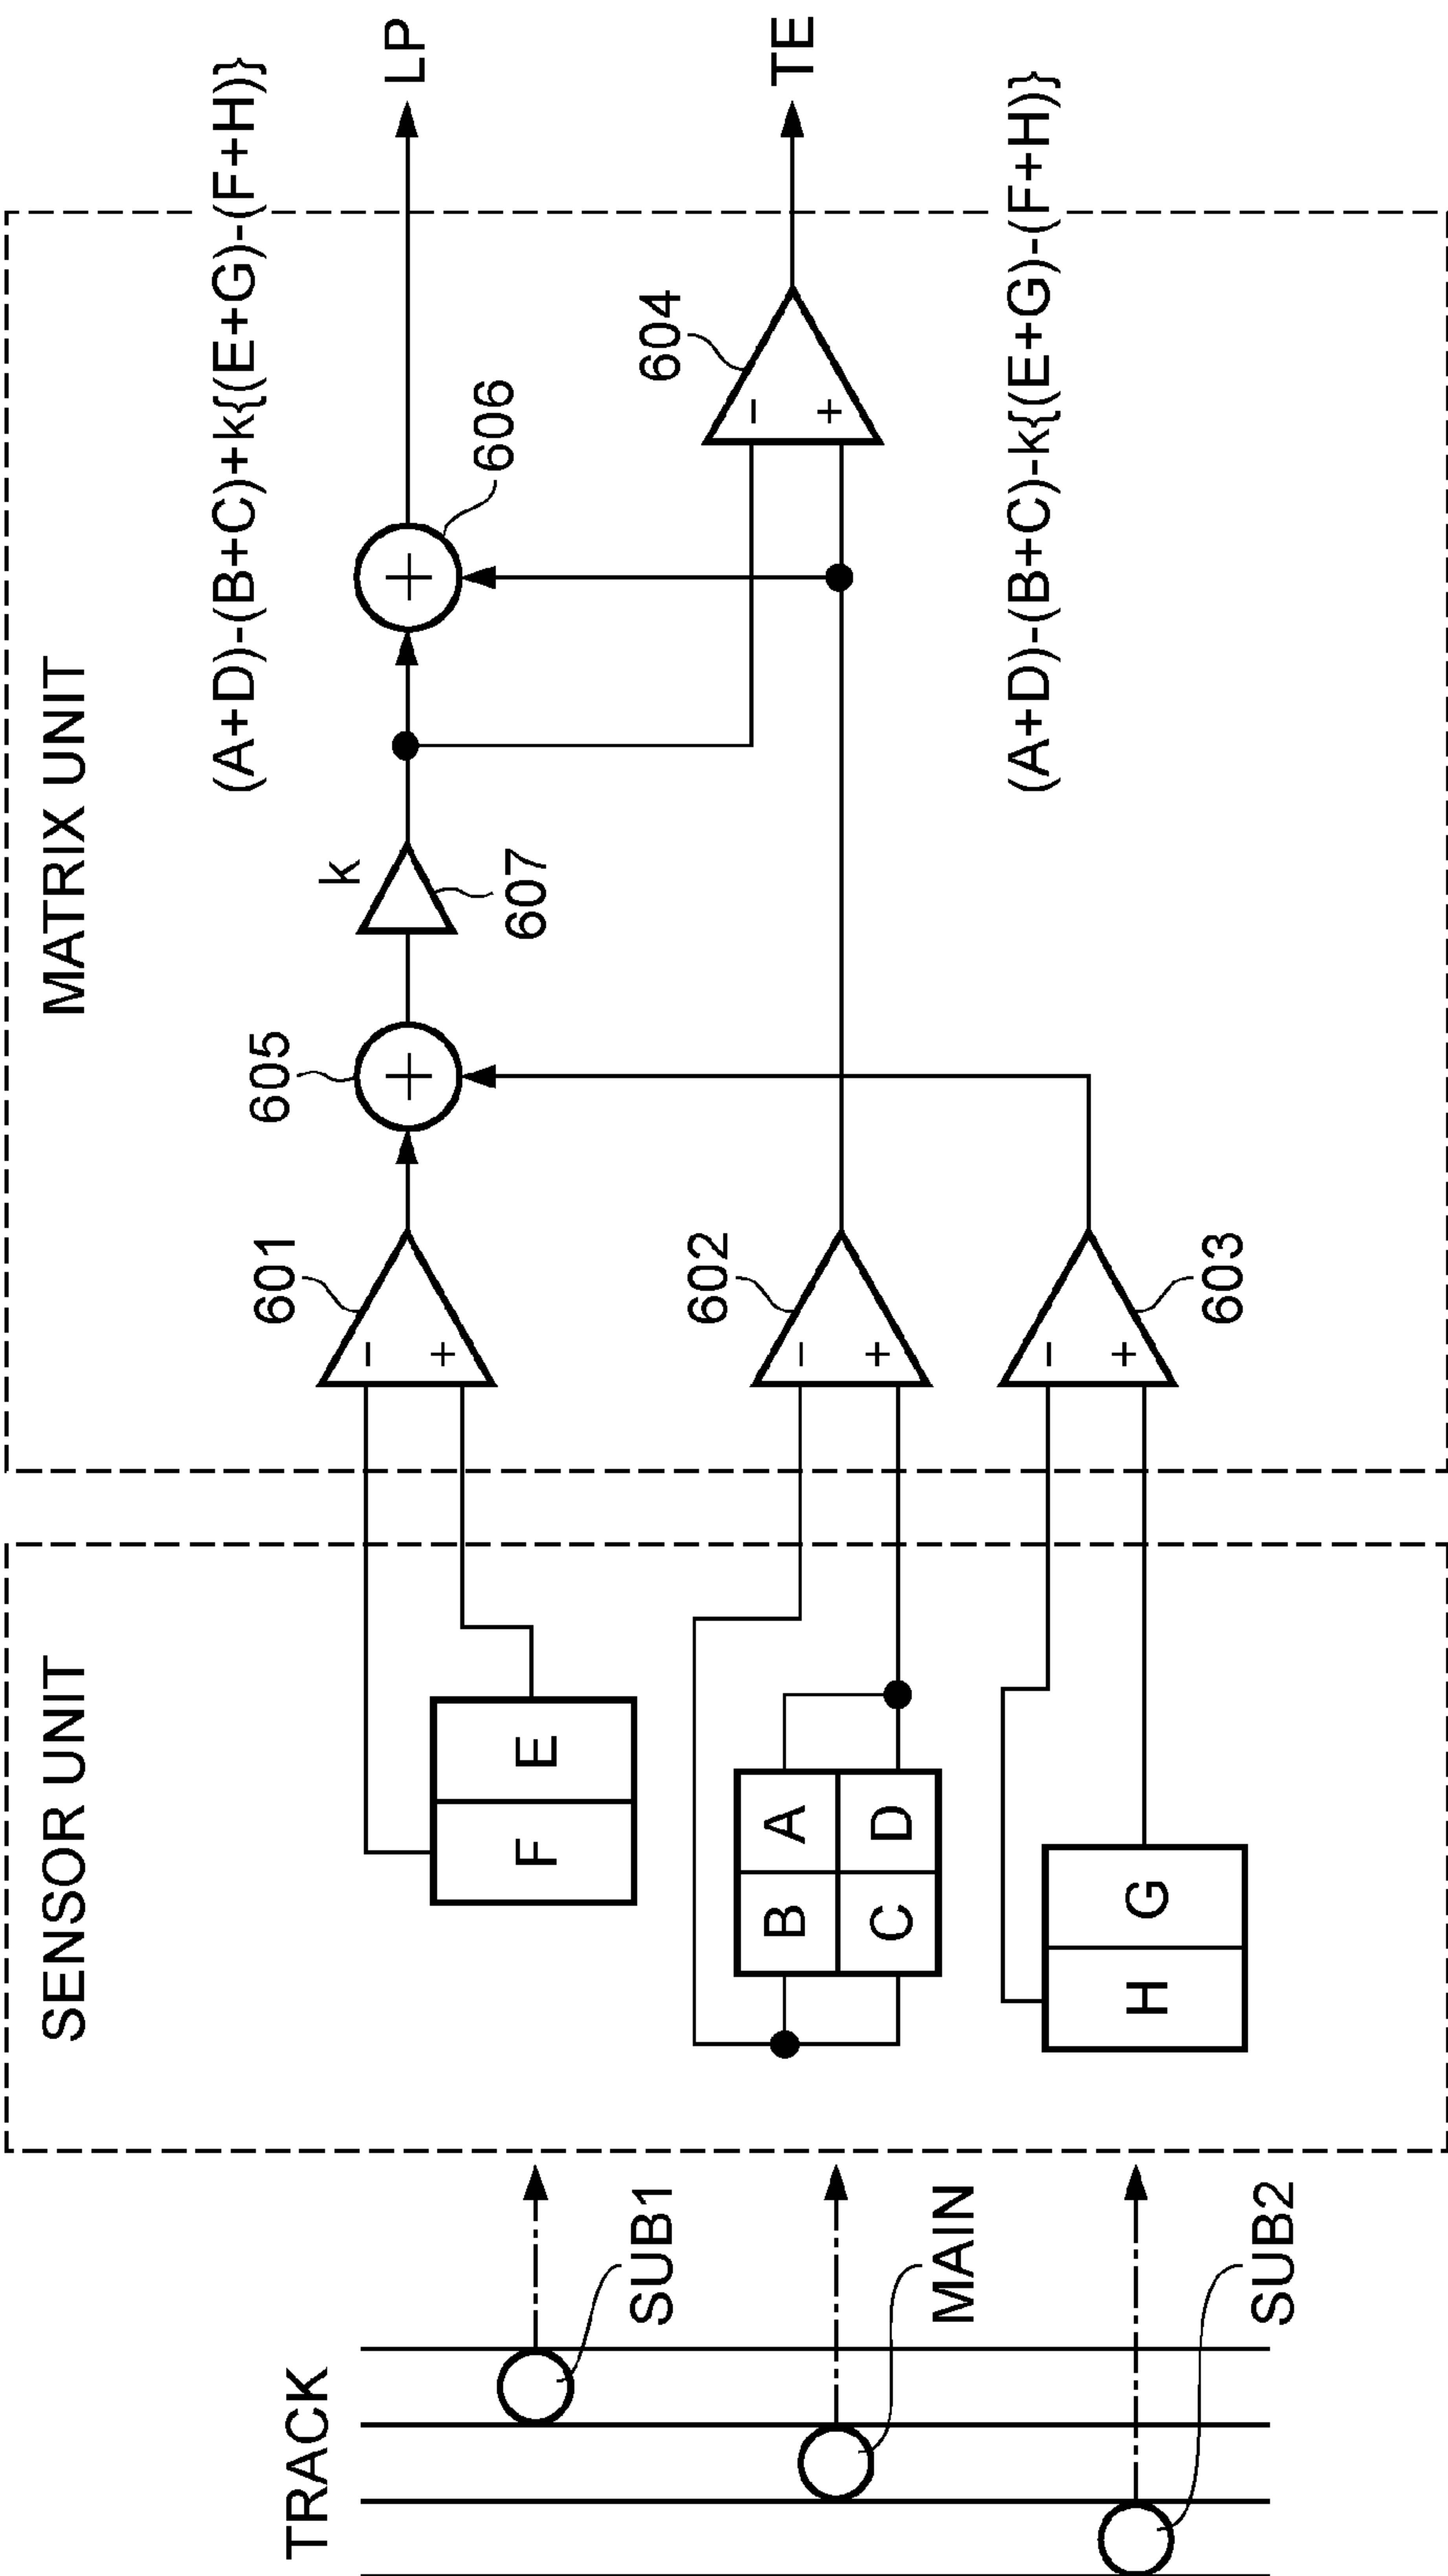 TRACK
SUB1
MAIN
SUB2
SENSOR UNIT
F E
B A
C D
H G
MATRIX UNIT
601
- +
602
- +
603
- +
605
+
k
607
606
+
604
- +
(A+D)-(B+C)+k{(E+G)-(F+H)}
LP
TE
(A+D)-(B+C)-k{(E+G)-(F+H)}